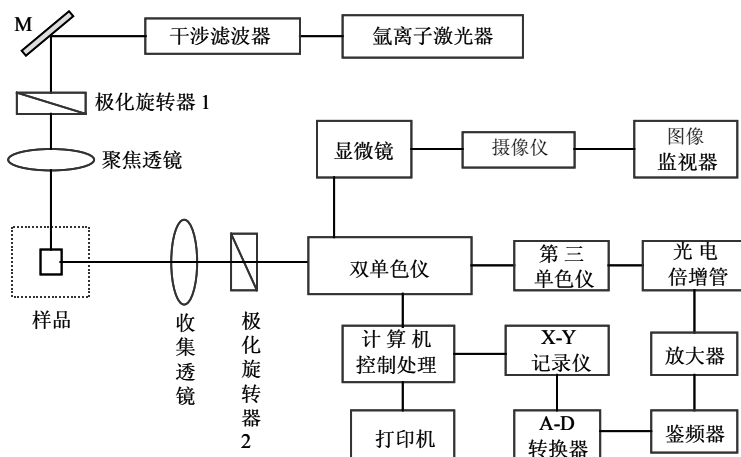 M
干涉滤波器
氩离子激光器
极化旋转器 1
聚焦透镜
显微镜
摄像仪
图像
监视器
样品
收集透镜
极化旋转器2
双单色仪
第 三
单色仪
光 电
倍增管
计 算 机
控制处理
X-Y
记录仪
放大器
打印机
A-D
转换器
鉴频器